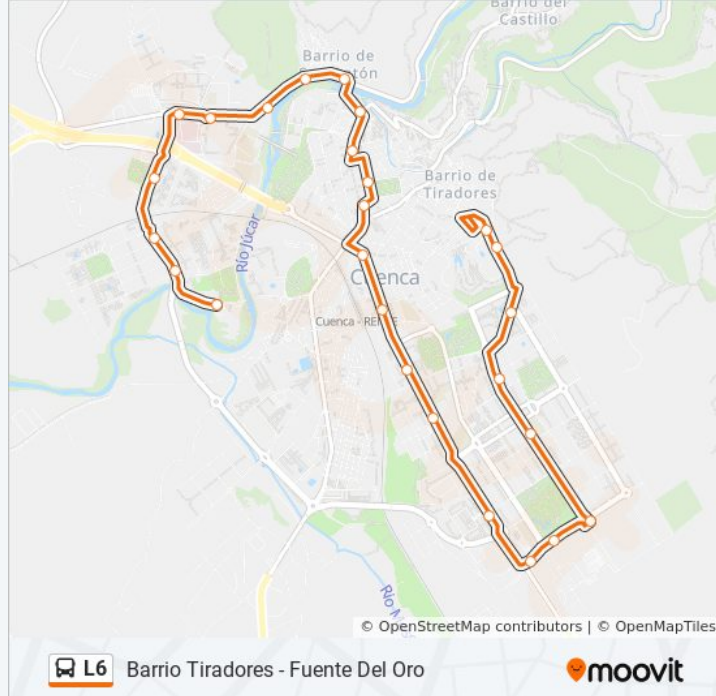 Barrio del
Castillo
Barrio de
Barrio de
Tiradores
Río Júcar
Cuenca
Cuenca -
Río
© OpenStreetMap contributors | © OpenMapTiles
L6 Barrio Tiradores - Fuente Del Oro
moovit